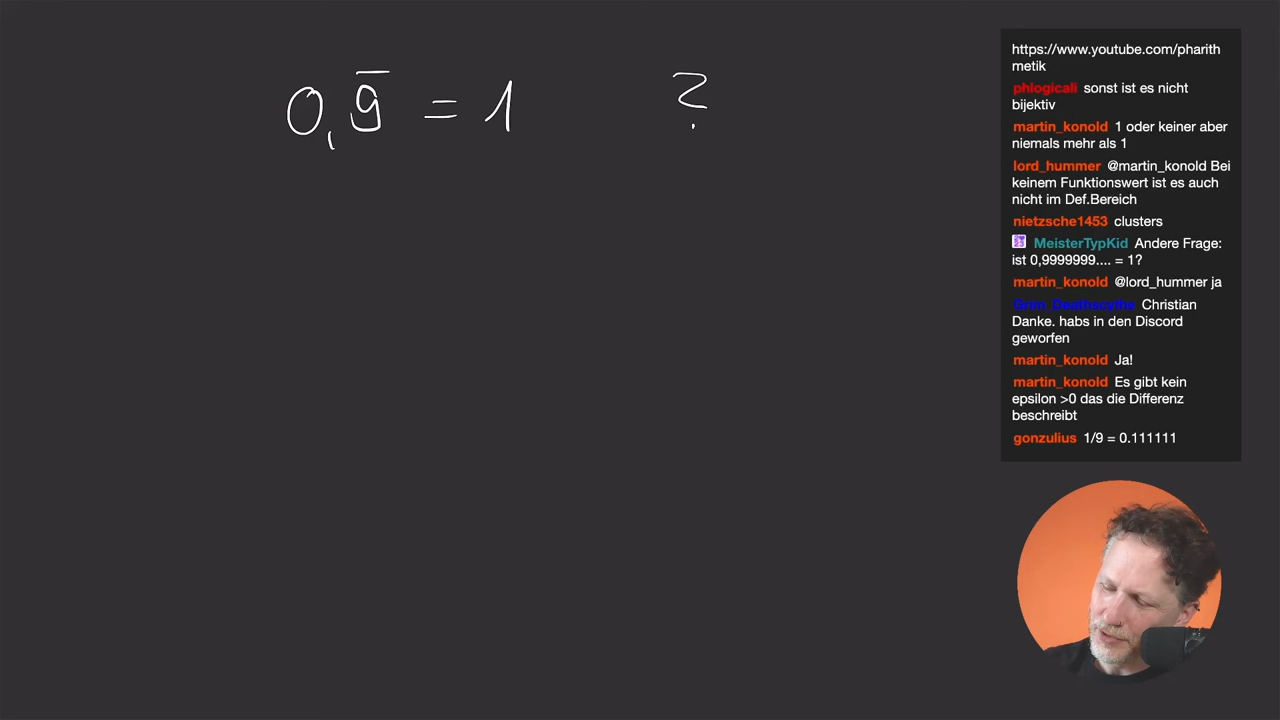 0,9̅ = 1 ?
https://www.youtube.com/pharith
metik
phlogicali sonst ist es nicht
bijektiv
martin_konold 1 oder keiner aber
niemals mehr als 1
lord_hummer @martin_konold Bei
keinem Funktionswert ist es auch
nicht im Def.Bereich
nietzsche1453 clusters
MeisterTypKid Andere Frage:
ist 0,9999999.... = 1?
martin_konold @lord_hummer ja
Grim_Deathscythe Christian
Danke. habs in den Discord
geworfen
martin_konold Ja!
martin_konold Es gibt kein
epsilon >0 das die Differenz
beschreibt
gonzulius 1/9 = 0.111111